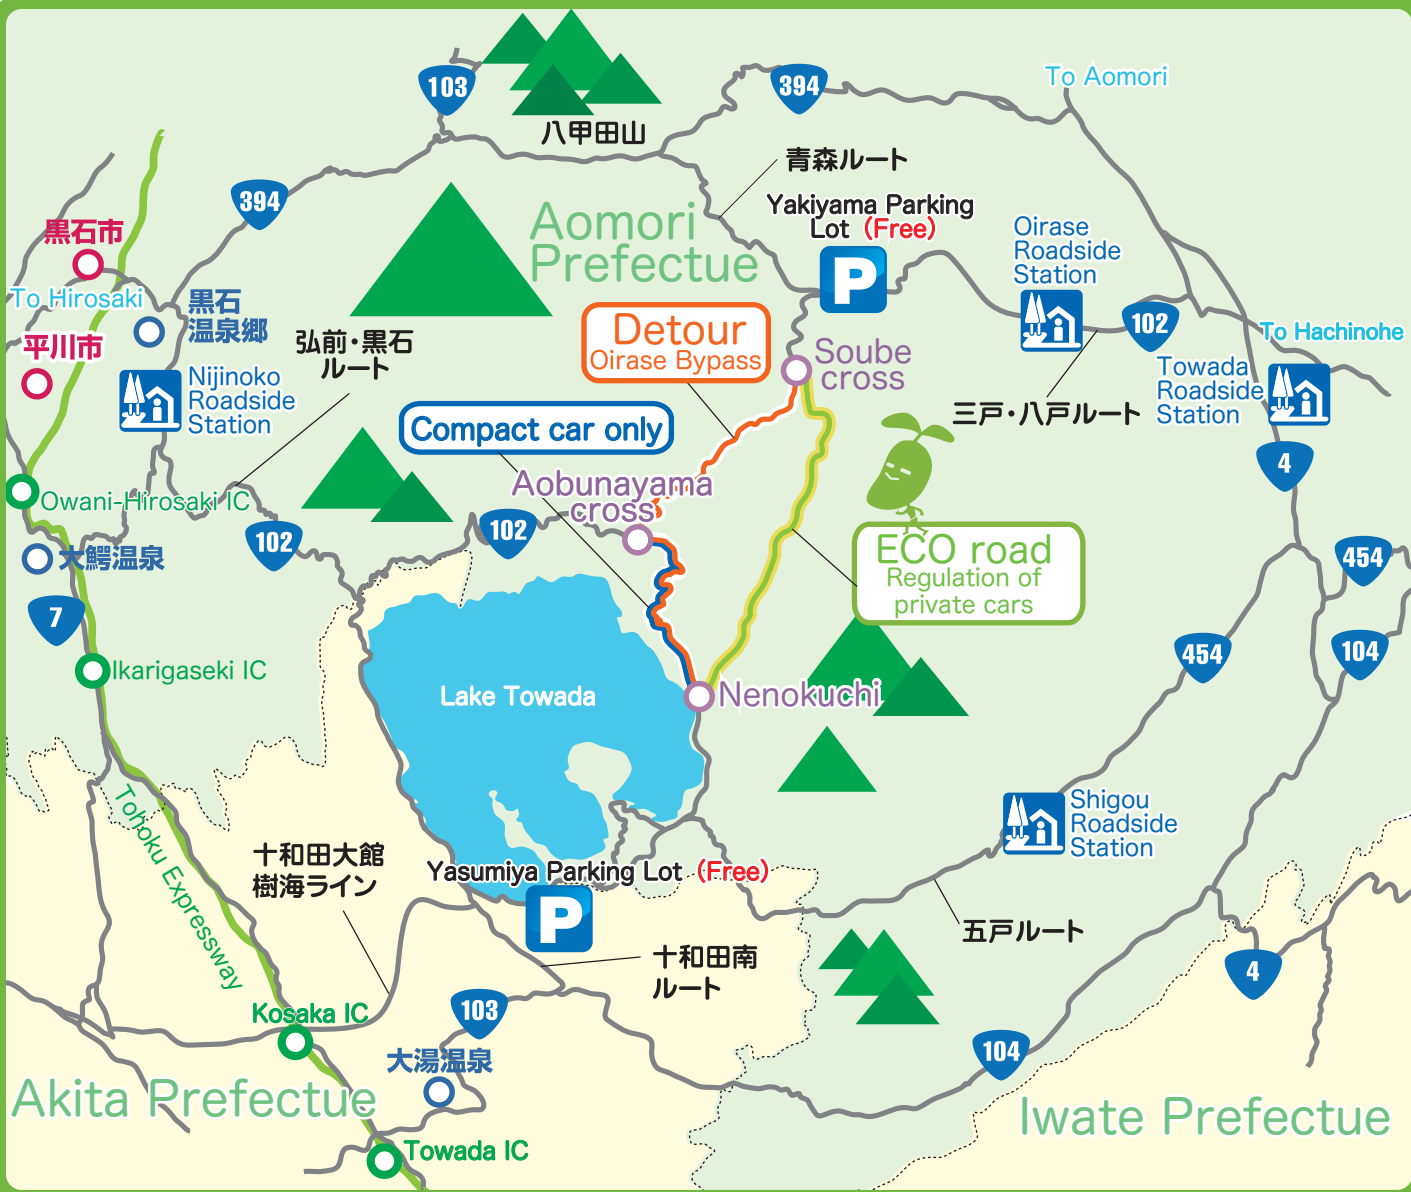 103
394
To Aomori
八甲田山
青森ルート
394
Yakiyama Parking
Lot (Free)
P
Aomori
Prefectue
黒石市
Oirase
Roadside
Station
To Hirosaki
黒石
温泉郷
弘前・黒石
ルート
Detour
Oirase Bypass
102
To Hachinohe
平川市
Soube
cross
Towada
Roadside
Station
Nijinoko
Roadside
Station
三戸・八戸ルート
Compact car only
4
Aobunayama
cross
Owani-Hirosaki IC
102
102
大鰐温泉
ECO road
Regulation of
private cars
454
7
454
104
Ikarigaseki IC
Lake Towada
Nenokuchi
Tohoku Expressway
Shigou
Roadside
Station
十和田大館
樹海ライン
Yasumiya Parking Lot (Free)
P
五戸ルート
十和田南
ルート
4
Kosaka IC
103
大湯温泉
104
Akita Prefectue
Iwate Prefectue
Towada IC